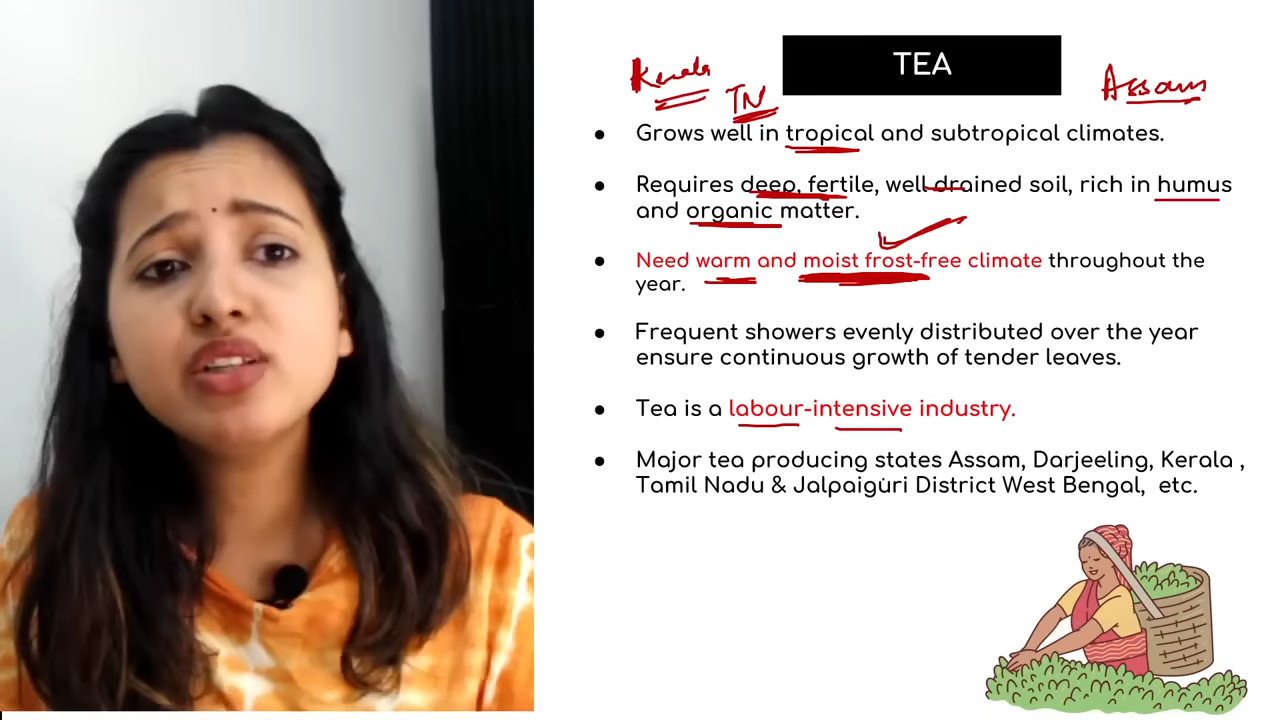 TEA
Kerala
TN
Assam
● Grows well in tropical and subtropical climates.
● Requires deep, fertile, well drained soil, rich in humus
and organic matter.
● Need warm and moist frost-free climate throughout the
year.
● Frequent showers evenly distributed over the year
ensure continuous growth of tender leaves.
● Tea is a labour-intensive industry.
● Major tea producing states Assam, Darjeeling, Kerala ,
Tamil Nadu & Jalpaiguri District West Bengal, etc.